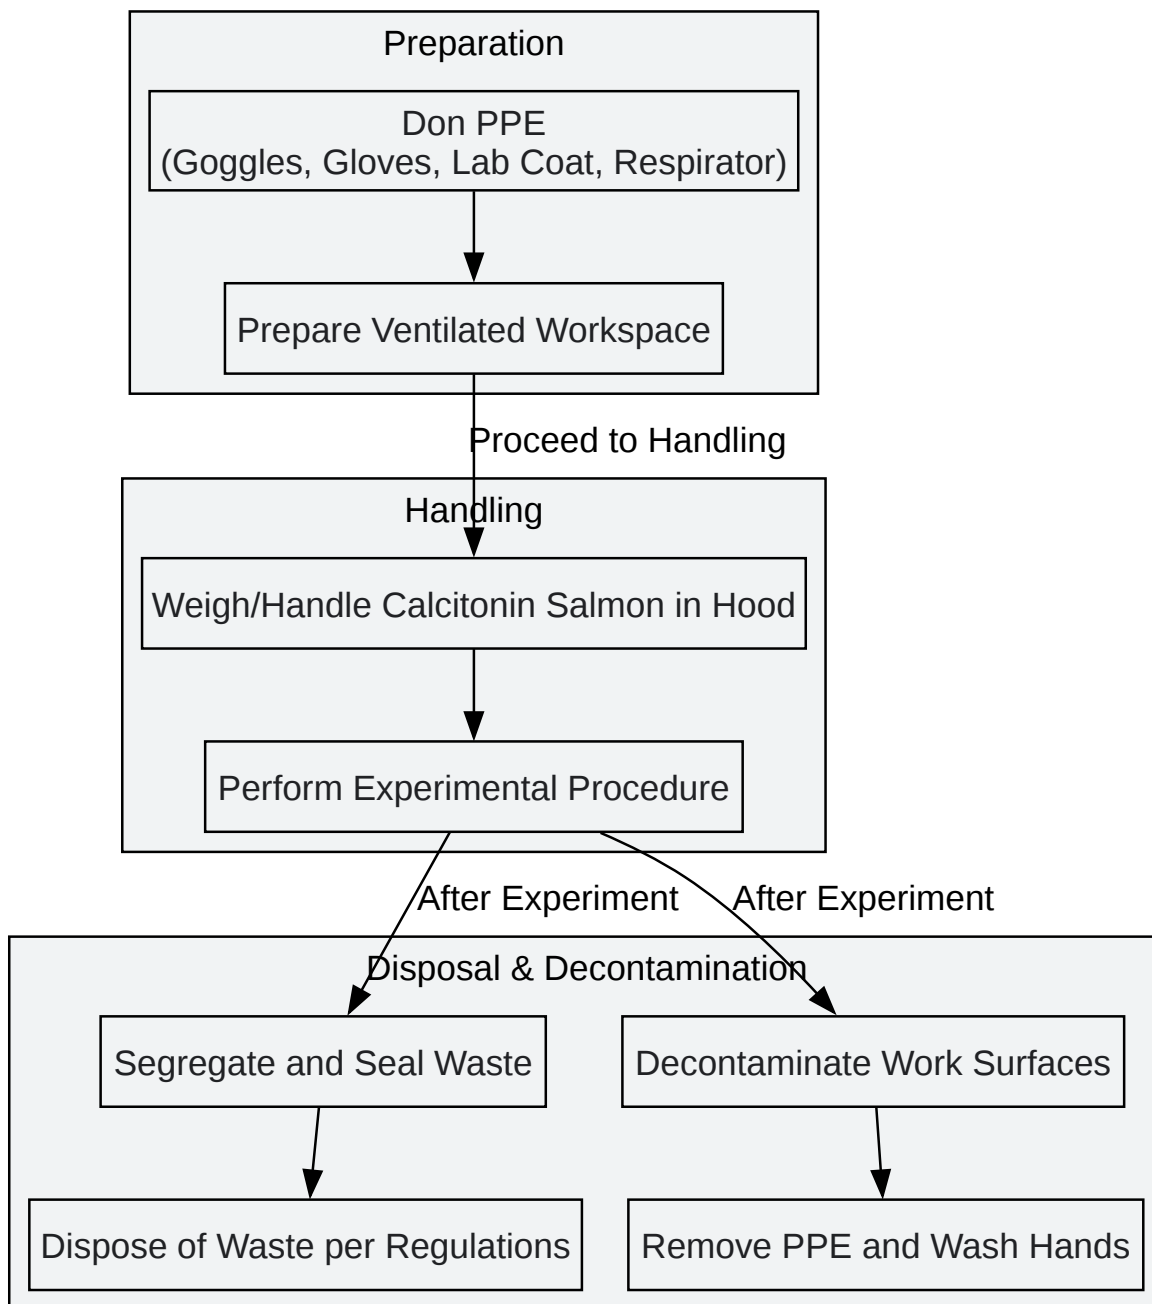 Preparation
Don PPE
(Goggles, Gloves, Lab Coat, Respirator)
Prepare Ventilated Workspace
Proceed to Handling
Handling
Weigh/Handle Calcitonin Salmon in Hood
Perform Experimental Procedure
After Experiment
After Experiment
Disposal & Decontamination
Segregate and Seal Waste
Decontaminate Work Surfaces
Dispose of Waste per Regulations
Remove PPE and Wash Hands